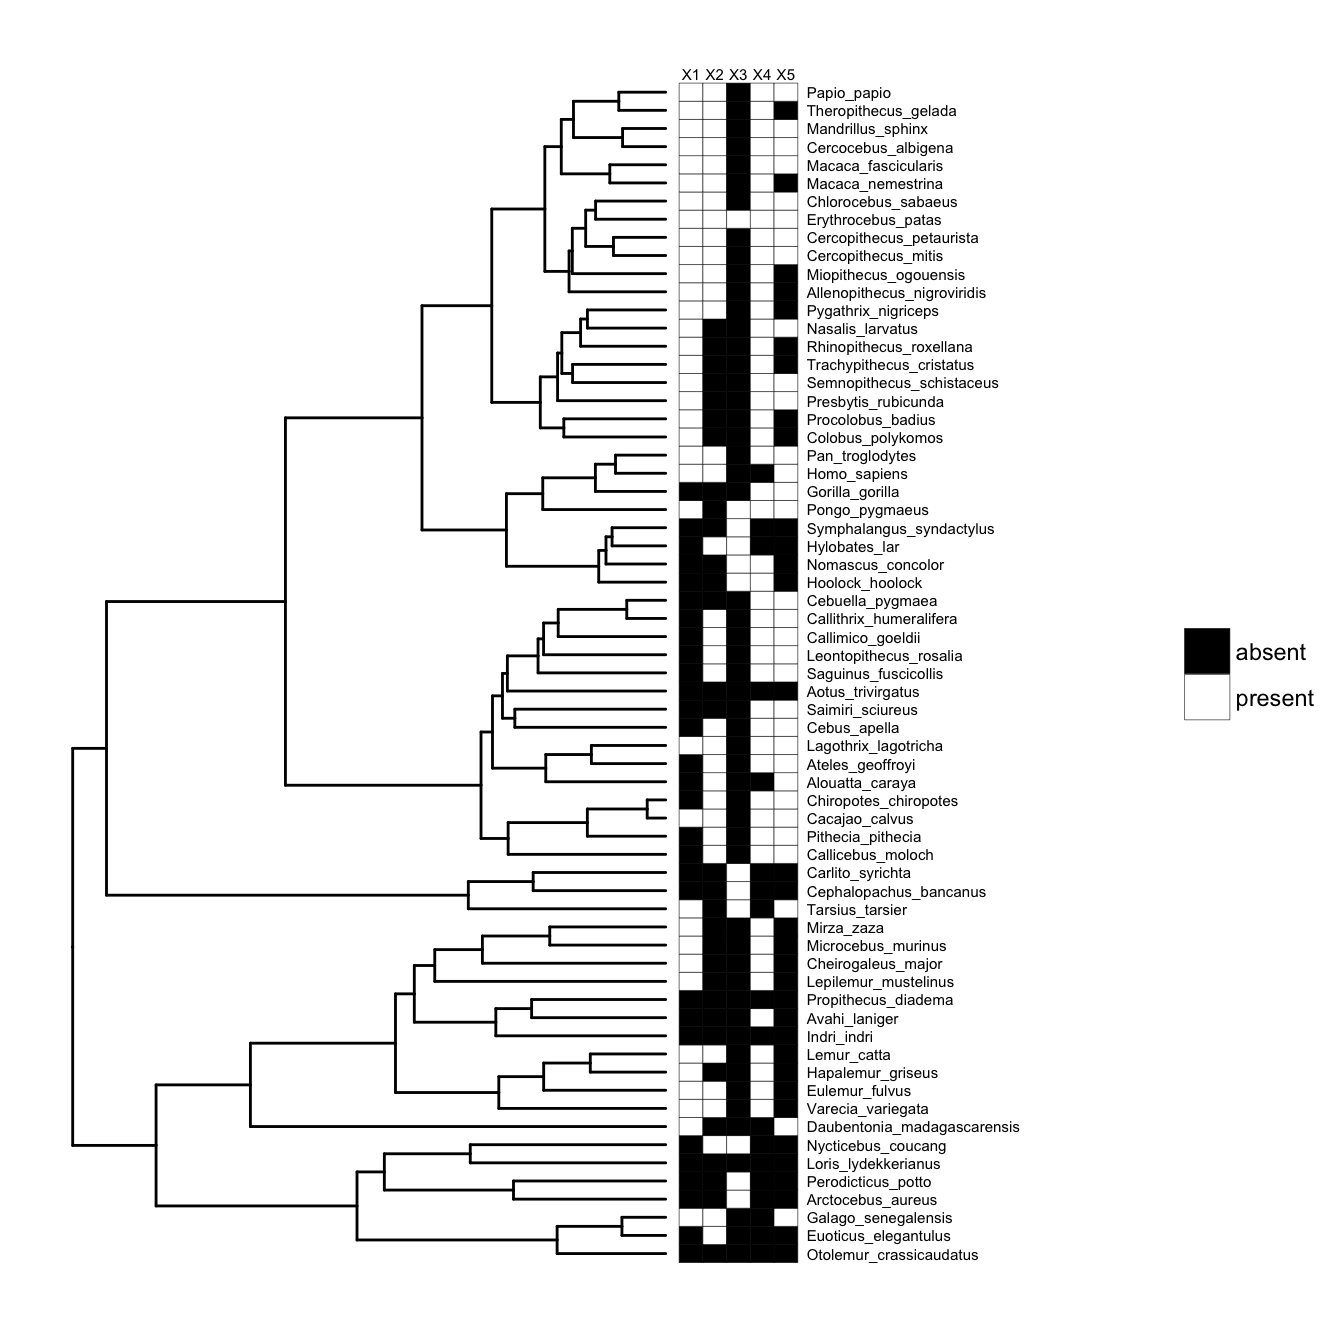 X1 X2 X3 X4 X5
Papio_papio
Theropithecus_gelada
Mandrillus_sphinx
Cercocebus_albigena
Macaca_fascicularis
Macaca_nemestrina
Chlorocebus_sabaeus
Erythrocebus_patas
Cercopithecus_petaurista
Cercopithecus_mitis
Miopithecus_ogouensis
Allenopithecus_nigroviridis
Pygathrix_nigriceps
Nasalis_larvatus
Rhinopithecus_roxellana
Trachypithecus_cristatus
Semnopithecus_schistaceus
Presbytis_rubicunda
Procolobus_badius
Colobus_polykomos
Pan_troglodytes
Homo_sapiens
Gorilla_gorilla
Pongo_pygmaeus
Symphalangus_syndactylus
Hylobates_lar
Nomascus_concolor
Hoolock_hoolock
Cebuella_pygmaea
Callithrix_humeralifera
Callimico_goeldii
Leontopithecus_rosalia
Saguinus_fuscicollis
Aotus_trivirgatus
Saimiri_sciureus
Cebus_apella
Lagothrix_lagotricha
Ateles_geoffroyi
Alouatta_caraya
Chiropotes_chiropotes
Cacajao_calvus
Pithecia_pithecia
Callicebus_moloch
Carlito_syrichta
Cephalopachus_bancanus
Tarsius_tarsier
Mirza_zaza
Microcebus_murinus
Cheirogaleus_major
Lepilemur_mustelinus
Propithecus_diadema
Avahi_laniger
Indri_indri
Lemur_catta
Hapalemur_griseus
Eulemur_fulvus
Varecia_variegata
Daubentonia_madagascarensis
Nycticebus_coucang
Loris_lydekkerianus
Perodicticus_potto
Arctocebus_aureus
Galago_senegalensis
Euoticus_elegantulus
Otolemur_crassicaudatus
absent
present